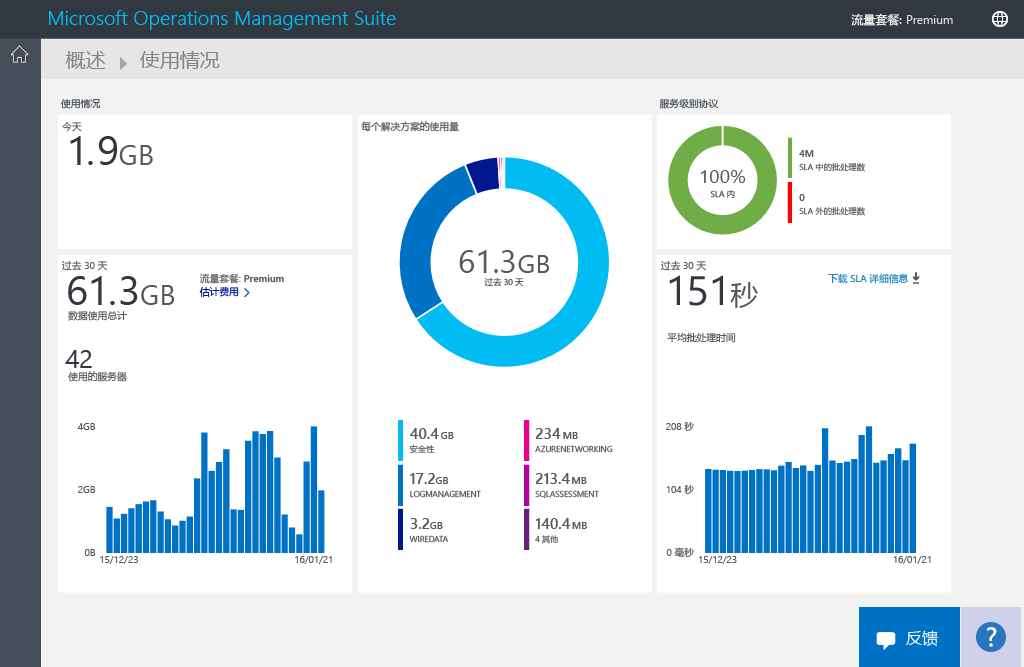 Microsoft Operations Management Suite
流量套餐: Premium
概述 使用情况
使用情况
今天
1.9GB
过去 30 天
61.3GB
数据使用总计
流量套餐: Premium
估计费用
42
使用的服务器
4GB
2GB
0B
15/12/23
16/01/21
每个解决方案的使用量
61.3GB
过去 30 天
40.4GB
安全性
17.2GB
LOGMANAGEMENT
3.2GB
WIREDATA
234MB
AZURENETWORKING
213.4MB
SQLASSESSMENT
140.4MB
4 其他
服务级别协议
100%
SLA 内
4M
SLA 中的批处理数
0
SLA 外的批处理数
过去 30 天
151秒
下载 SLA 详细信息
平均批处理时间
208 秒
104 秒
0 毫秒
15/12/23
16/01/21
反馈
?